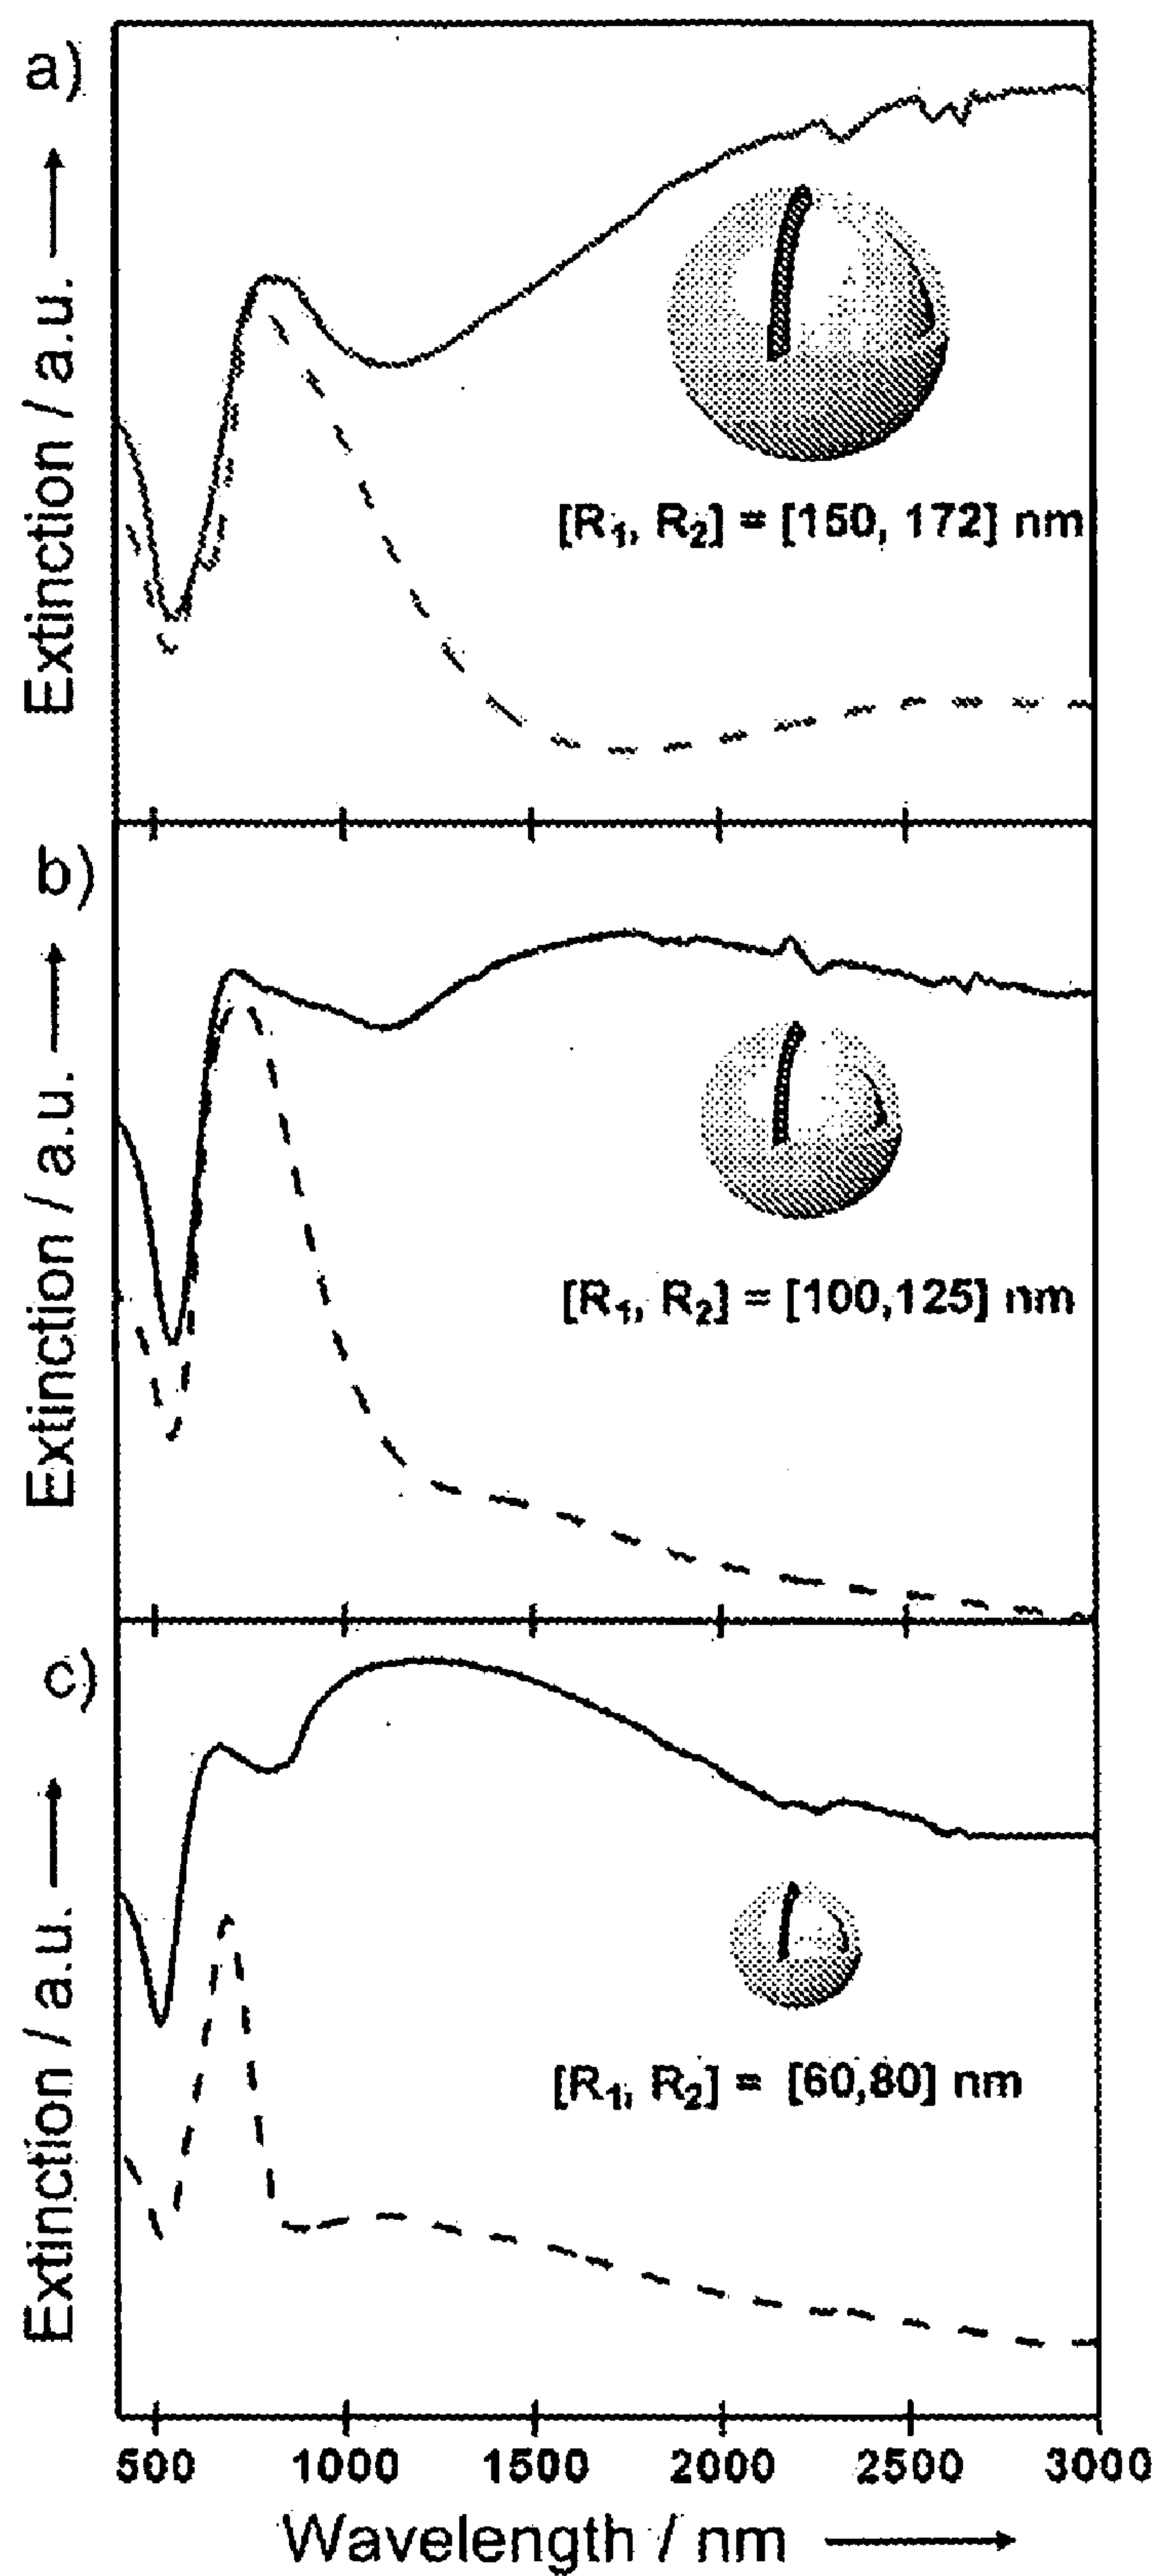 a)
Extinction / a.u.
[R₁, R₂] = [150, 172] nm
b)
Extinction / a.u.
[R₁, R₂] = [100,125] nm
c)
Extinction / a.u.
[R₁, R₂] = [60,80] nm
500 1000 1500 2000 2500 3000
Wavelength / nm